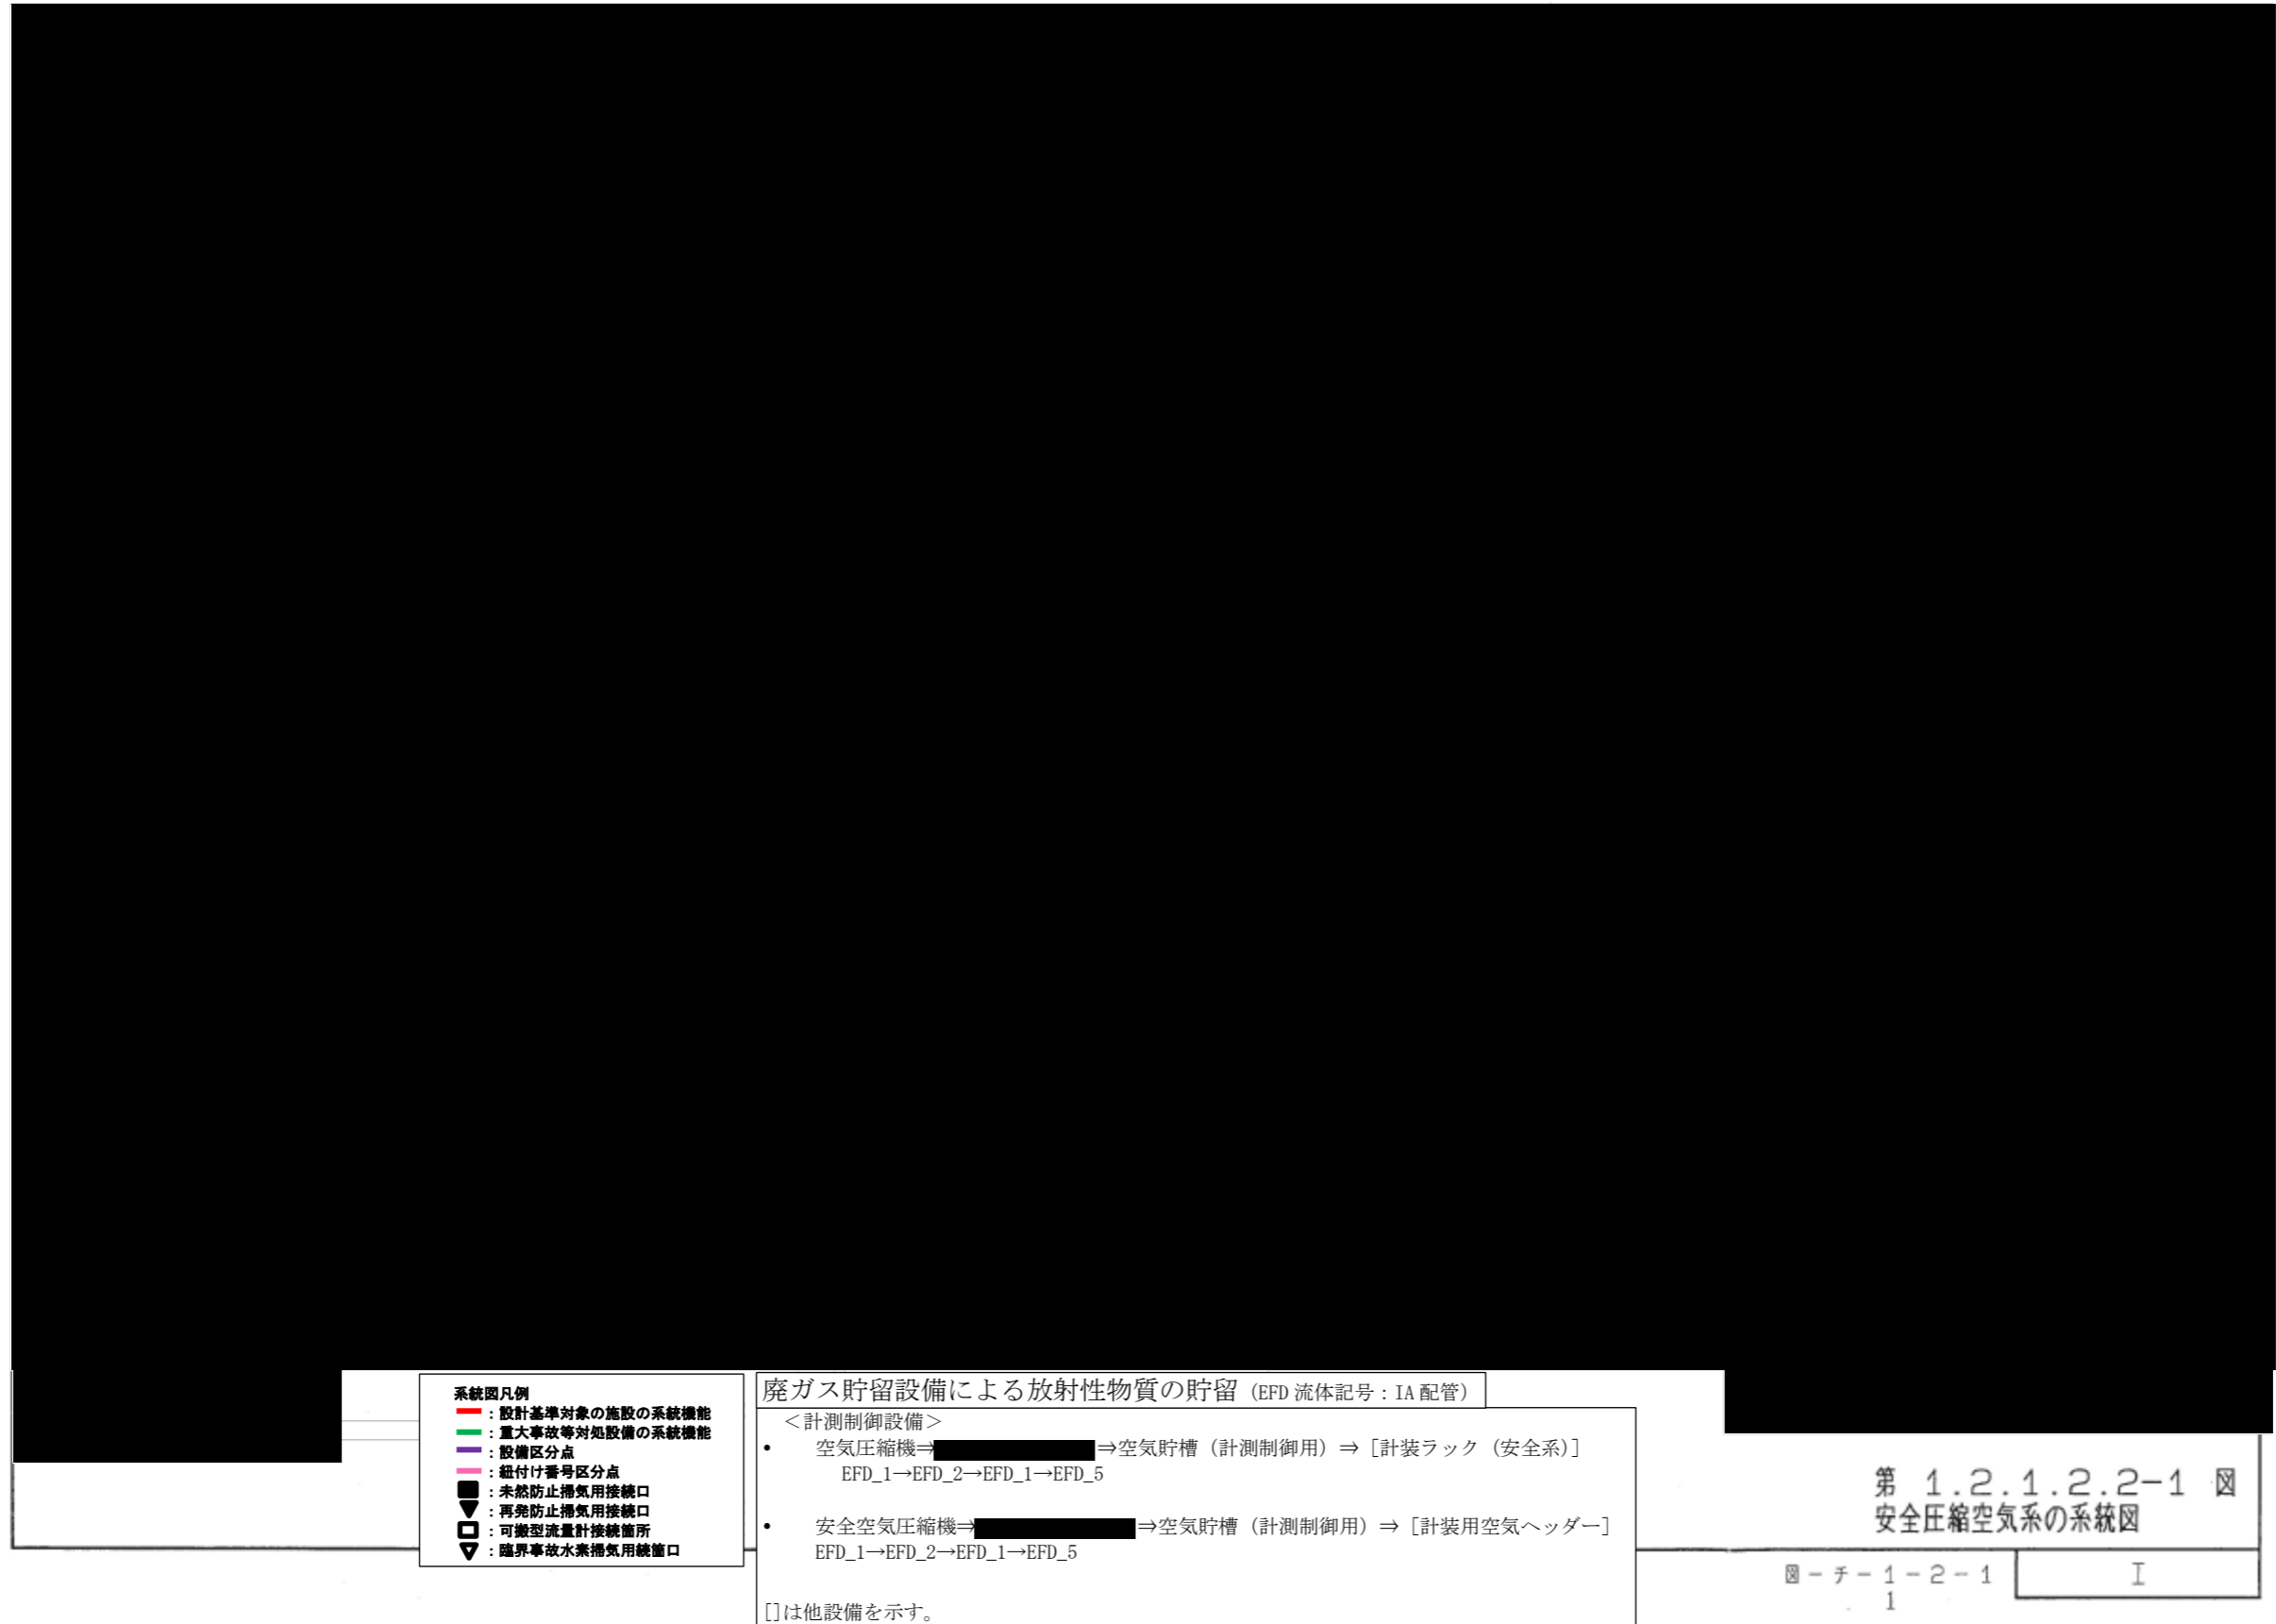 系統図凡例
：設計基準対象の施設の系統機能
：重大事故等対処設備の系統機能
：設備区分点
：紐付け番号区分点
：未然防止掃気用接続口
：再発防止掃気用接続口
：可搬型流量計接続箇所
：臨界事故水素掃気用続箇口
廃ガス貯留設備による放射性物質の貯留（EFD 流体記号：IA 配管）
＜計測制御設備＞
• 空気圧縮機⇒ ⇒空気貯槽（計測制御用）⇒［計装ラック（安全系）］
EFD_1→EFD_2→EFD_1→EFD_5
• 安全空気圧縮機⇒ ⇒空気貯槽（計測制御用）⇒［計装用空気ヘッダー］
EFD_1→EFD_2→EFD_1→EFD_5
[]は他設備を示す。
第 1.2.1.2.2−1 図
安全圧縮空気系の系統図
図−チ−1−2−1
1
I